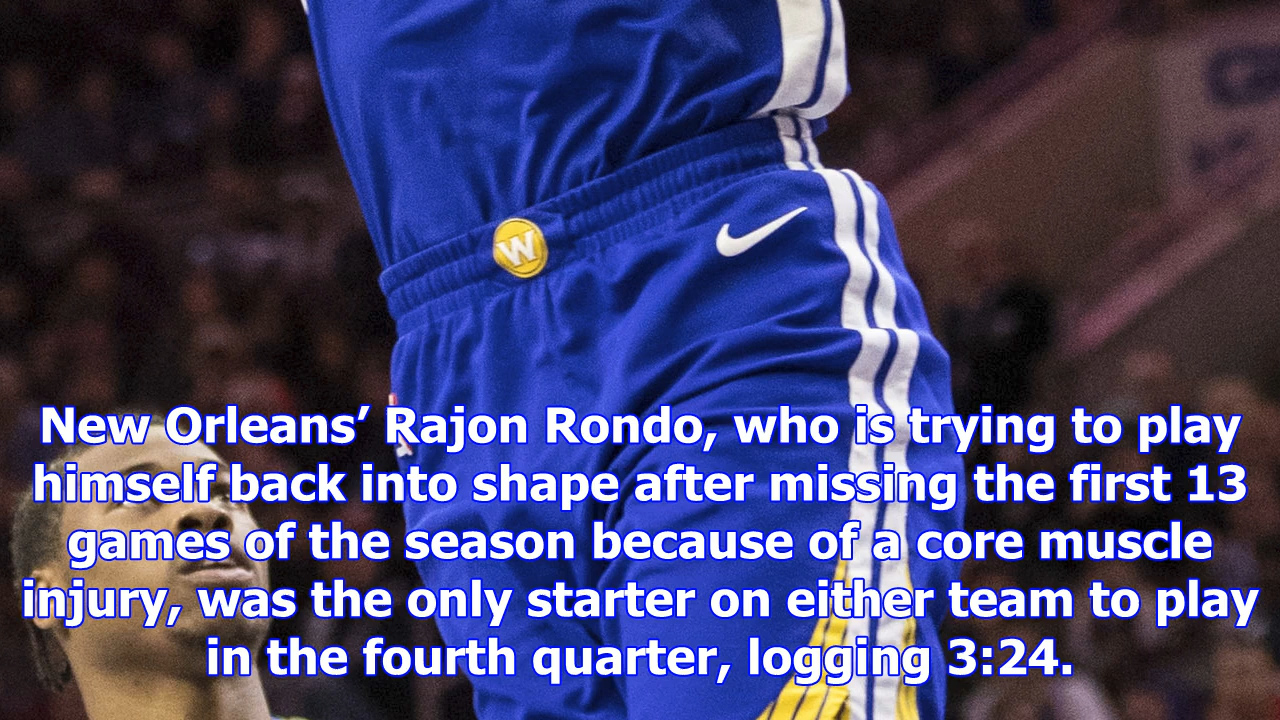 W
New Orleans’ Rajon Rondo, who is trying to play
himself back into shape after missing the first 13
games of the season because of a core muscle
injury, was the only starter on either team to play
in the fourth quarter, logging 3:24.